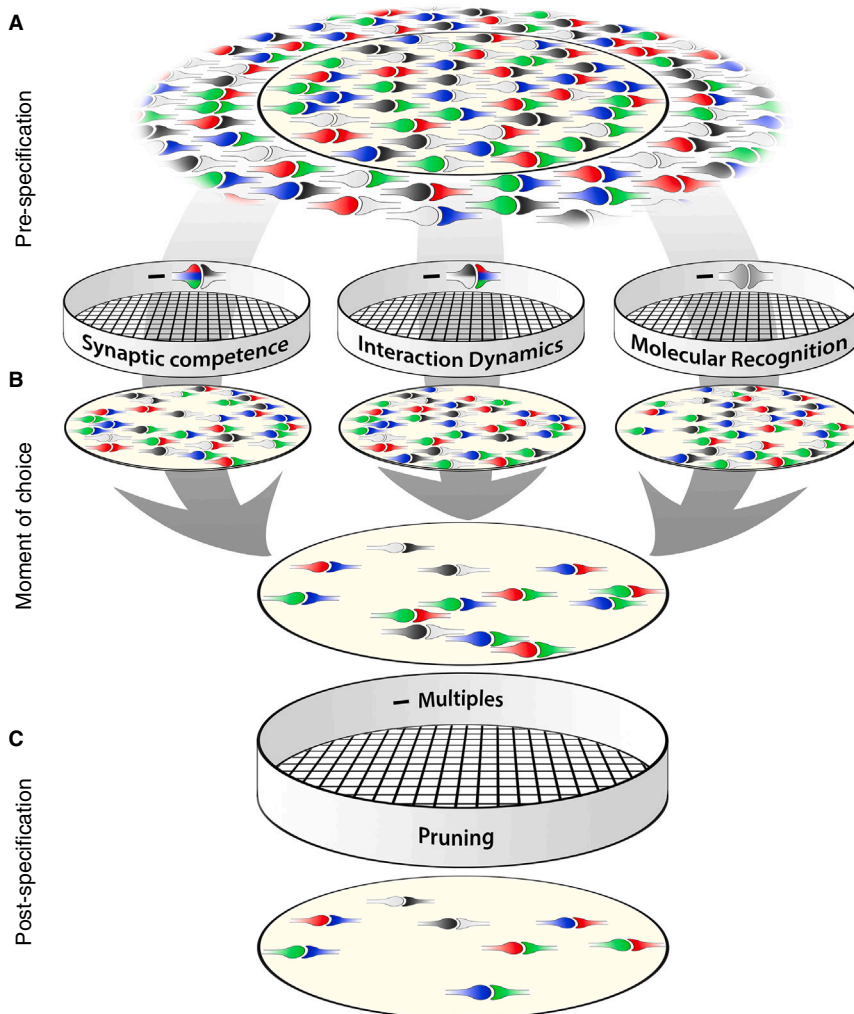 A
Pre-specification
Synaptic competence
Interaction Dynamics
Molecular Recognition
B
Moment of choice
– Multiples
C
Pruning
Post-specification